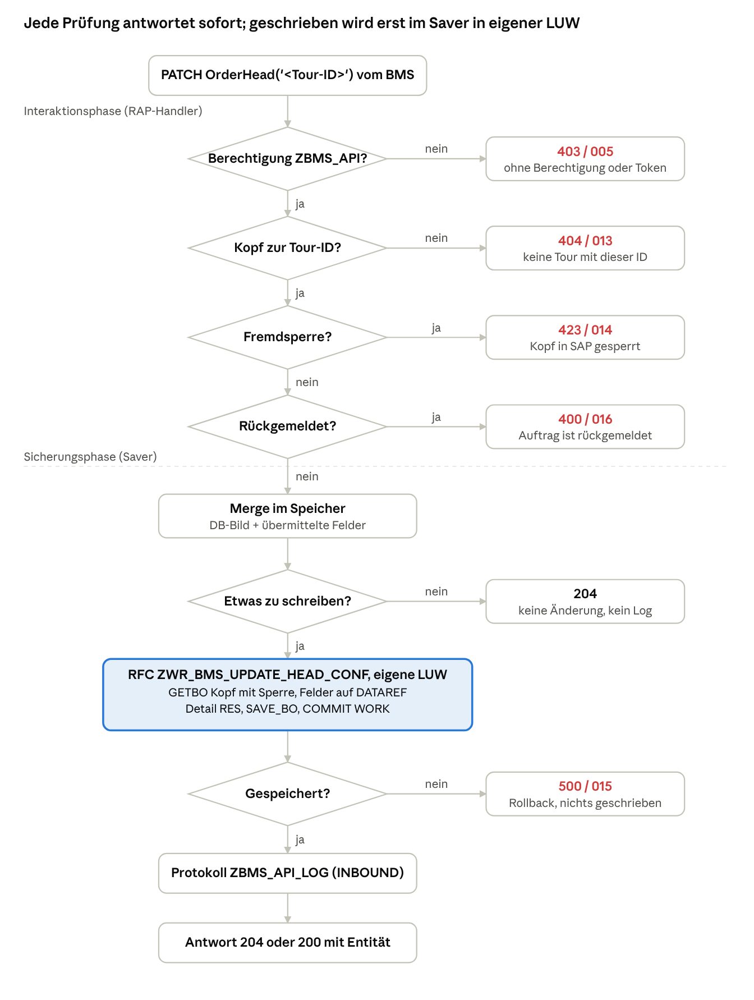 Jede Prüfung antwortet sofort; geschrieben wird erst im Saver in eigener LUW
PATCH OrderHead('<Tour-ID>') vom BMS
Interaktionsphase (RAP-Handler)
Berechtigung ZBMS_API?
nein
403 / 005
ohne Berechtigung oder Token
ja
Kopf zur Tour-ID?
nein
404 / 013
keine Tour mit dieser ID
ja
Fremdsperre?
ja
423 / 014
Kopf in SAP gesperrt
nein
Rückgemeldet?
ja
400 / 016
Auftrag ist rückgemeldet
Sicherungsphase (Saver)
nein
Merge im Speicher
DB-Bild + übermittelte Felder
Etwas zu schreiben?
nein
204
keine Änderung, kein Log
ja
RFC ZWR_BMS_UPDATE_HEAD_CONF, eigene LUW
GETBO Kopf mit Sperre, Felder auf DATAREF
Detail RES, SAVE_BO, COMMIT WORK
Gespeichert?
nein
500 / 015
Rollback, nichts geschrieben
ja
Protokoll ZBMS_API_LOG (INBOUND)
Antwort 204 oder 200 mit Entität